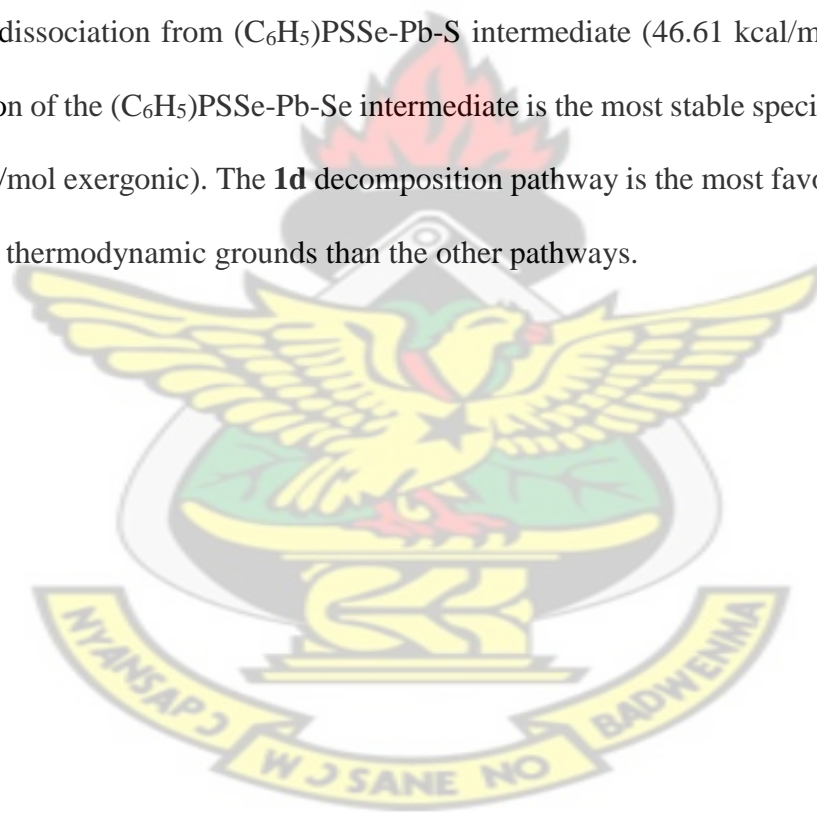 dissociation from (C₆H₅)PSSe-Pb-S intermediate (46.61 kcal/m
on of the (C₆H₅)PSSe-Pb-Se intermediate is the most stable speci
/mol exergonic). The 1d decomposition pathway is the most favo
thermodynamic grounds than the other pathways.
NYANSAPƆ WƆSANE NO BADWENMA